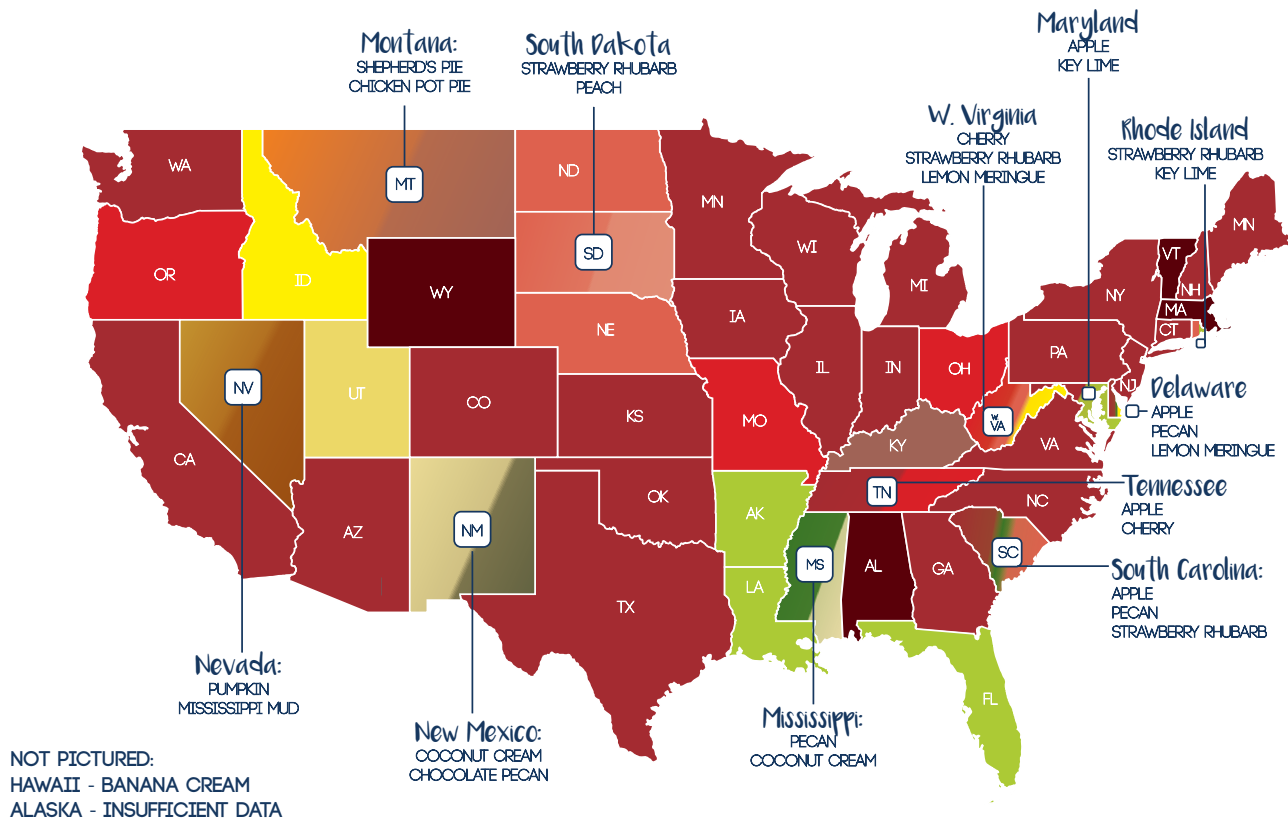 Maryland
APPLE
KEY LIME
Montana:
SHEPHERD'S PIE
CHICKEN POT PIE
South Dakota
STRAWBERRY RHUBARB
PEACH
W. Virginia
CHERRY
STRAWBERRY RHUBARB
LEMON MERINGUE
Rhode Island
STRAWBERRY RHUBARB
KEY LIME
WA
MT
ND
MN
OR
ID
WY
SD
WI
MI
NY
VT
NH
MN
MA
CT
NV
UT
CO
NE
IA
IL
IN
OH
PA
NJ
CA
KS
MO
KY
W
VA
VA
Delaware
APPLE
PECAN
LEMON MERINGUE
AZ
NM
OK
AK
TN
NC
Tennessee
APPLE
CHERRY
TX
LA
MS
AL
GA
SC
FL
South Carolina:
APPLE
PECAN
STRAWBERRY RHUBARB
Nevada:
PUMPKIN
MISSISSIPPI MUD
New Mexico:
COCONUT CREAM
CHOCOLATE PECAN
Mississippi:
PECAN
COCONUT CREAM
NOT PICTURED:
HAWAII - BANANA CREAM
ALASKA - INSUFFICIENT DATA